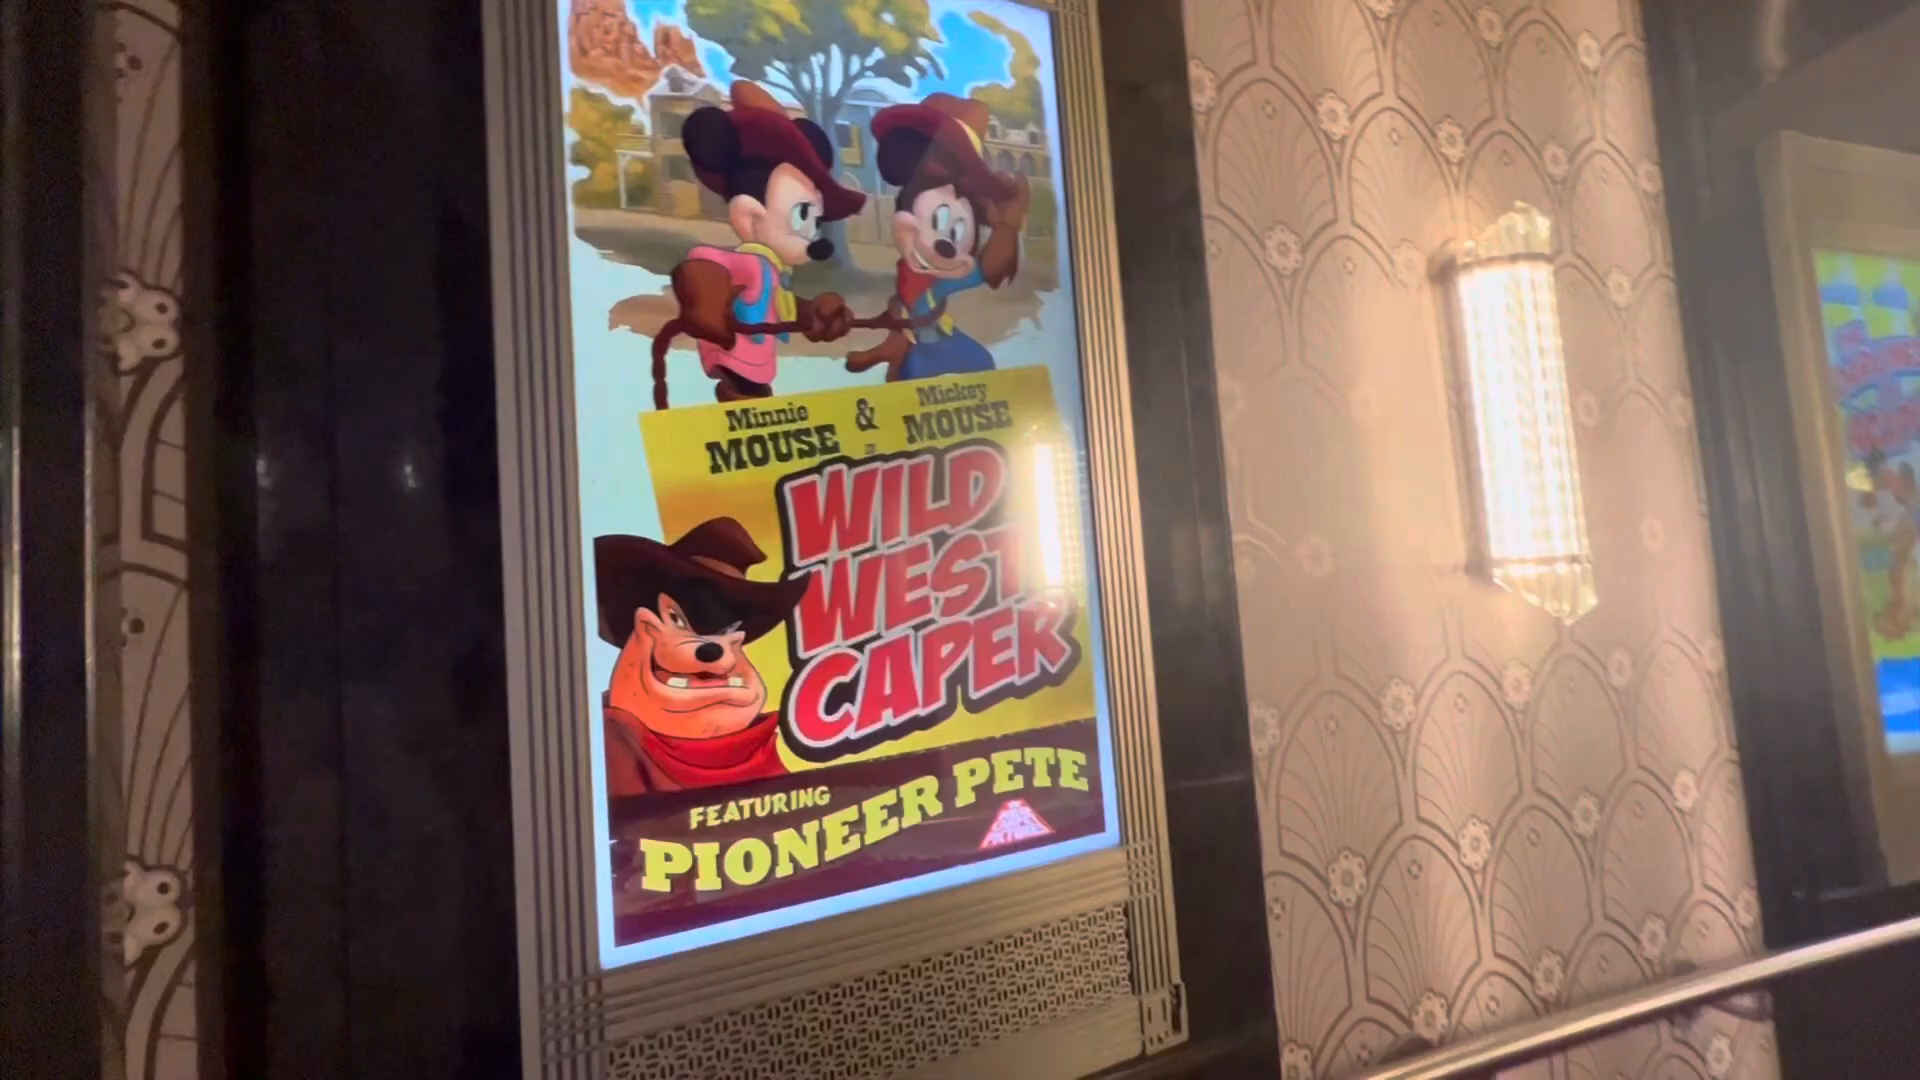 Minnie
MOUSE
&
Mickey
MOUSE
WILD
WEST
CAPER
FEATURING
PIONEER PETE